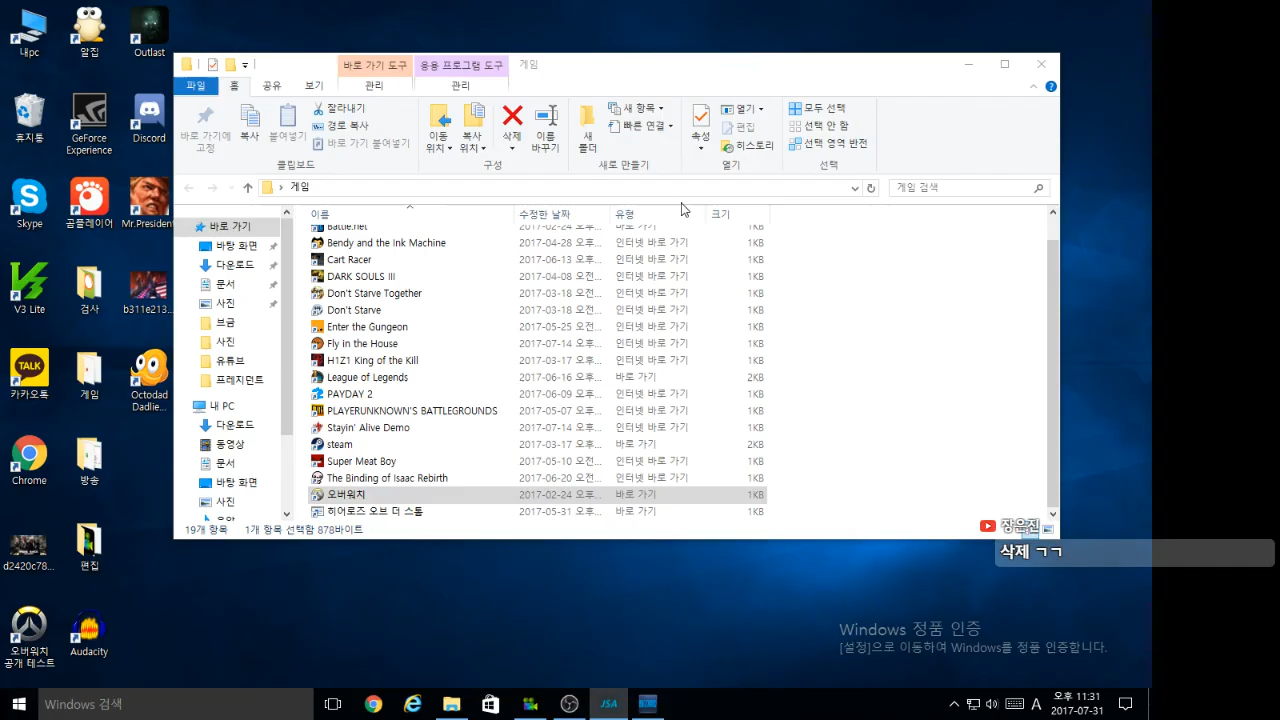 내pc
알집
Outlast
휴지통
GeForce Experience
Discord
Skype
곰플레이어
Mr.President
V3 Lite
검사
b311e213...
TALK
카카오톡
게임
Octodad Dadlie...
Chrome
방송
d2420c78...
편집
오버워치 공개 테스트
Audacity
바로 가기 도구
응용 프로그램 도구
게임
파일
홈
공유
보기
관리
관리
바로 가기에 고정
복사
붙여넣기
잘라내기
경로 복사
바로 가기 붙여넣기
클립보드
이동 위치
복사 위치
삭제
이름 바꾸기
구성
새 폴더
새 항목
빠른 연결
새로 만들기
속성
열기
편집
히스토리
열기
모두 선택
선택 안 함
선택 영역 반전
선택
게임
게임 검색
바로 가기
바탕 화면
다운로드
문서
사진
브금
사진
유튜브
프레지던트
내 PC
다운로드
동영상
문서
바탕 화면
사진
음악
이름 수정한 날짜 유형 크기
Battle.net 2017-02-24 오후... 바로 가기 1KB
Bendy and the Ink Machine 2017-04-28 오후... 인터넷 바로 가기 1KB
Cart Racer 2017-06-13 오후... 인터넷 바로 가기 1KB
DARK SOULS III 2017-04-08 오전... 인터넷 바로 가기 1KB
Don't Starve Together 2017-03-18 오전... 인터넷 바로 가기 1KB
Don't Starve 2017-03-18 오전... 인터넷 바로 가기 1KB
Enter the Gungeon 2017-05-25 오후... 인터넷 바로 가기 1KB
Fly in the House 2017-07-14 오후... 인터넷 바로 가기 1KB
H1Z1 King of the Kill 2017-03-17 오후... 인터넷 바로 가기 1KB
League of Legends 2017-06-16 오후... 바로 가기 2KB
PAYDAY 2 2017-06-09 오후... 인터넷 바로 가기 1KB
PLAYERUNKNOWN'S BATTLEGROUNDS 2017-05-07 오후... 인터넷 바로 가기 1KB
Stayin' Alive Demo 2017-07-14 오후... 인터넷 바로 가기 1KB
steam 2017-03-17 오후... 바로 가기 2KB
Super Meat Boy 2017-05-10 오후... 인터넷 바로 가기 1KB
The Binding of Isaac Rebirth 2017-06-20 오후... 인터넷 바로 가기 1KB
오버워치 2017-02-24 오후... 바로 가기 1KB
히어로즈 오브 더 스톰 2017-05-31 오후... 바로 가기 1KB
19개 항목 1개 항목 선택함 878바이트
장은진
삭제 ㄱㄱ
Windows 정품 인증
[설정]으로 이동하여 Windows를 정품 인증합니다.
Windows 검색
JSA
A
오후 11:31
2017-07-31